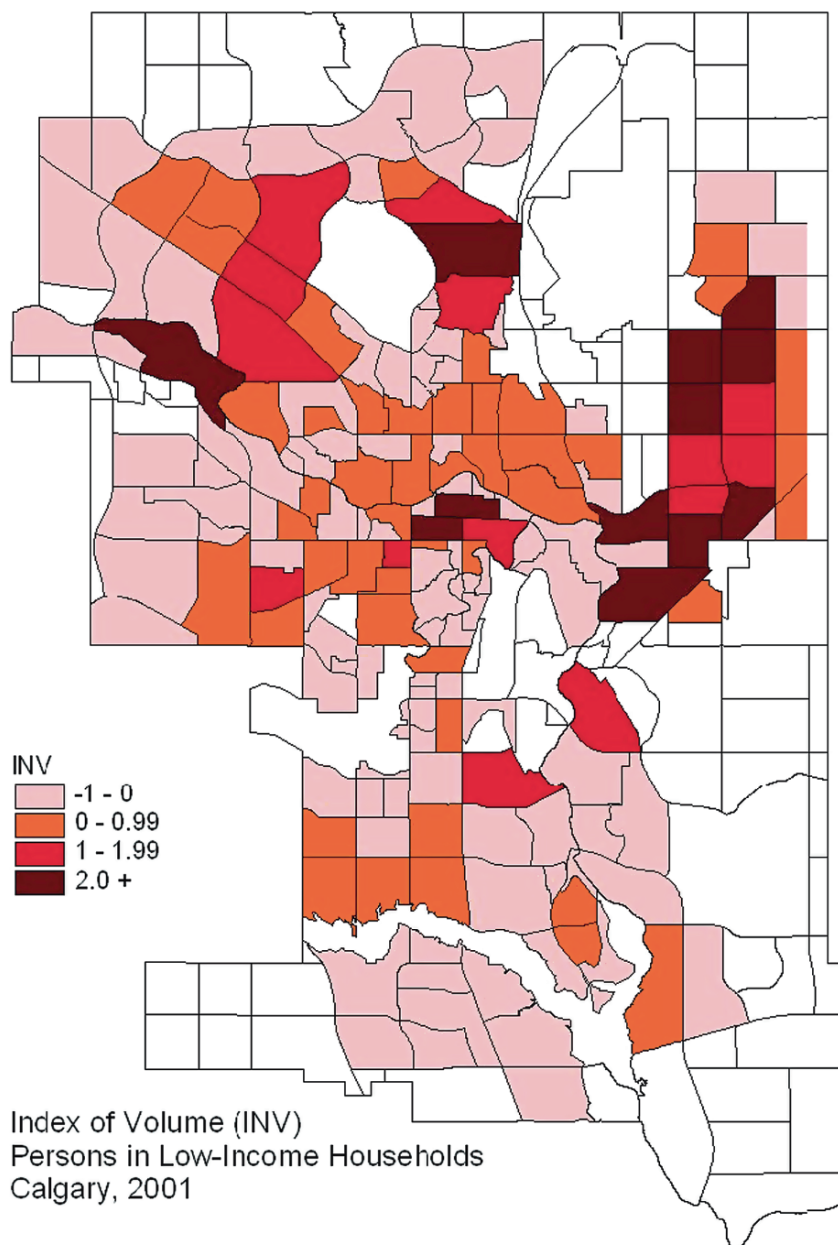 INV
-1 - 0
0 - 0.99
1 - 1.99
2.0 +
Index of Volume (INV)
Persons in Low-Income Households
Calgary, 2001